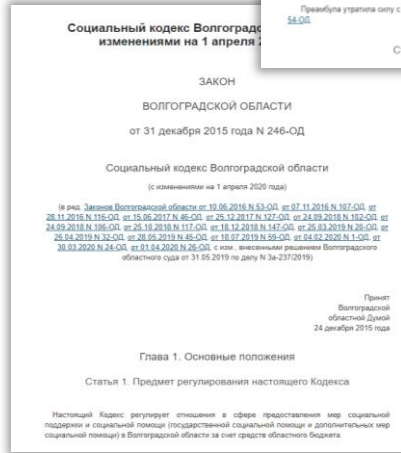 Преамбула утратила силу с
54-ОД.
С
Социальный кодекс Волгоградс
изменениями на 1 апреля 2
ЗАКОН
ВОЛГОГРАДСКОЙ ОБЛАСТИ
от 31 декабря 2015 года N 246-ОД
Социальный кодекс Волгоградской области
(с изменениями на 1 апреля 2020 года)
(в ред. Законов Волгоградской области от 10.06.2016 N 53-ОД, от 07.11.2016 N 107-ОД, от
28.11.2016 N 116-ОД, от 15.06.2017 N 46-ОД, от 25.12.2017 N 127-ОД, от 24.09.2018 N 102-ОД, от
24.09.2018 N 106-ОД, от 25.10.2018 N 117-ОД, от 18.12.2018 N 147-ОД, от 25.03.2019 N 20-ОД, от
26.04.2019 N 32-ОД, от 28.05.2019 N 45-ОД, от 18.07.2019 N 59-ОД, от 04.02.2020 N 1-ОД, от
30.03.2020 N 24-ОД, от 01.04.2020 N 26-ОД, с изм., внесенными решением Волгоградского
областного суда от 31.05.2019 по делу N 3а-237/2019)
Принят
Волгоградской
областной Думой
24 декабря 2015 года
Глава 1. Основные положения
Статья 1. Предмет регулирования настоящего Кодекса
Настоящий Кодекс регулирует отношения в сфере предоставления мер социальной
поддержки и социальной помощи (государственной социальной помощи и дополнительных мер
социальной помощи) в Волгоградской области за счет средств областного бюджета.